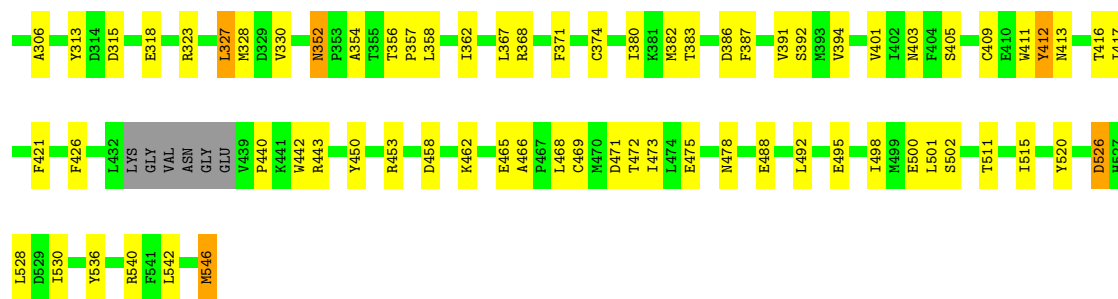 A306 Y313 D314 D315 E318 R323 L327 M328 D329 V330 N352 P353 A354 T355 T356 P357 L358 I362 L367 R368 F371 C374 I380 K381 M382 T383 D386 F387 V391 S392 M393 V394 V401 I402 N403 F404 S405 C409 E410 W411 Y412 N413 T416 I417
F421 F426 L432 LYS GLY VAL ASN GLY GLU V439 P440 K441 W442 R443 Y450 R453 D458 K462 E465 A466 P467 L468 C469 M470 D471 T472 I473 L474 E475 N478 E488 L492 E495 I498 M499 E500 L501 S502 T511 I515 Y520 D526 H527
L528 D529 I530 Y536 R540 F541 L542 M546